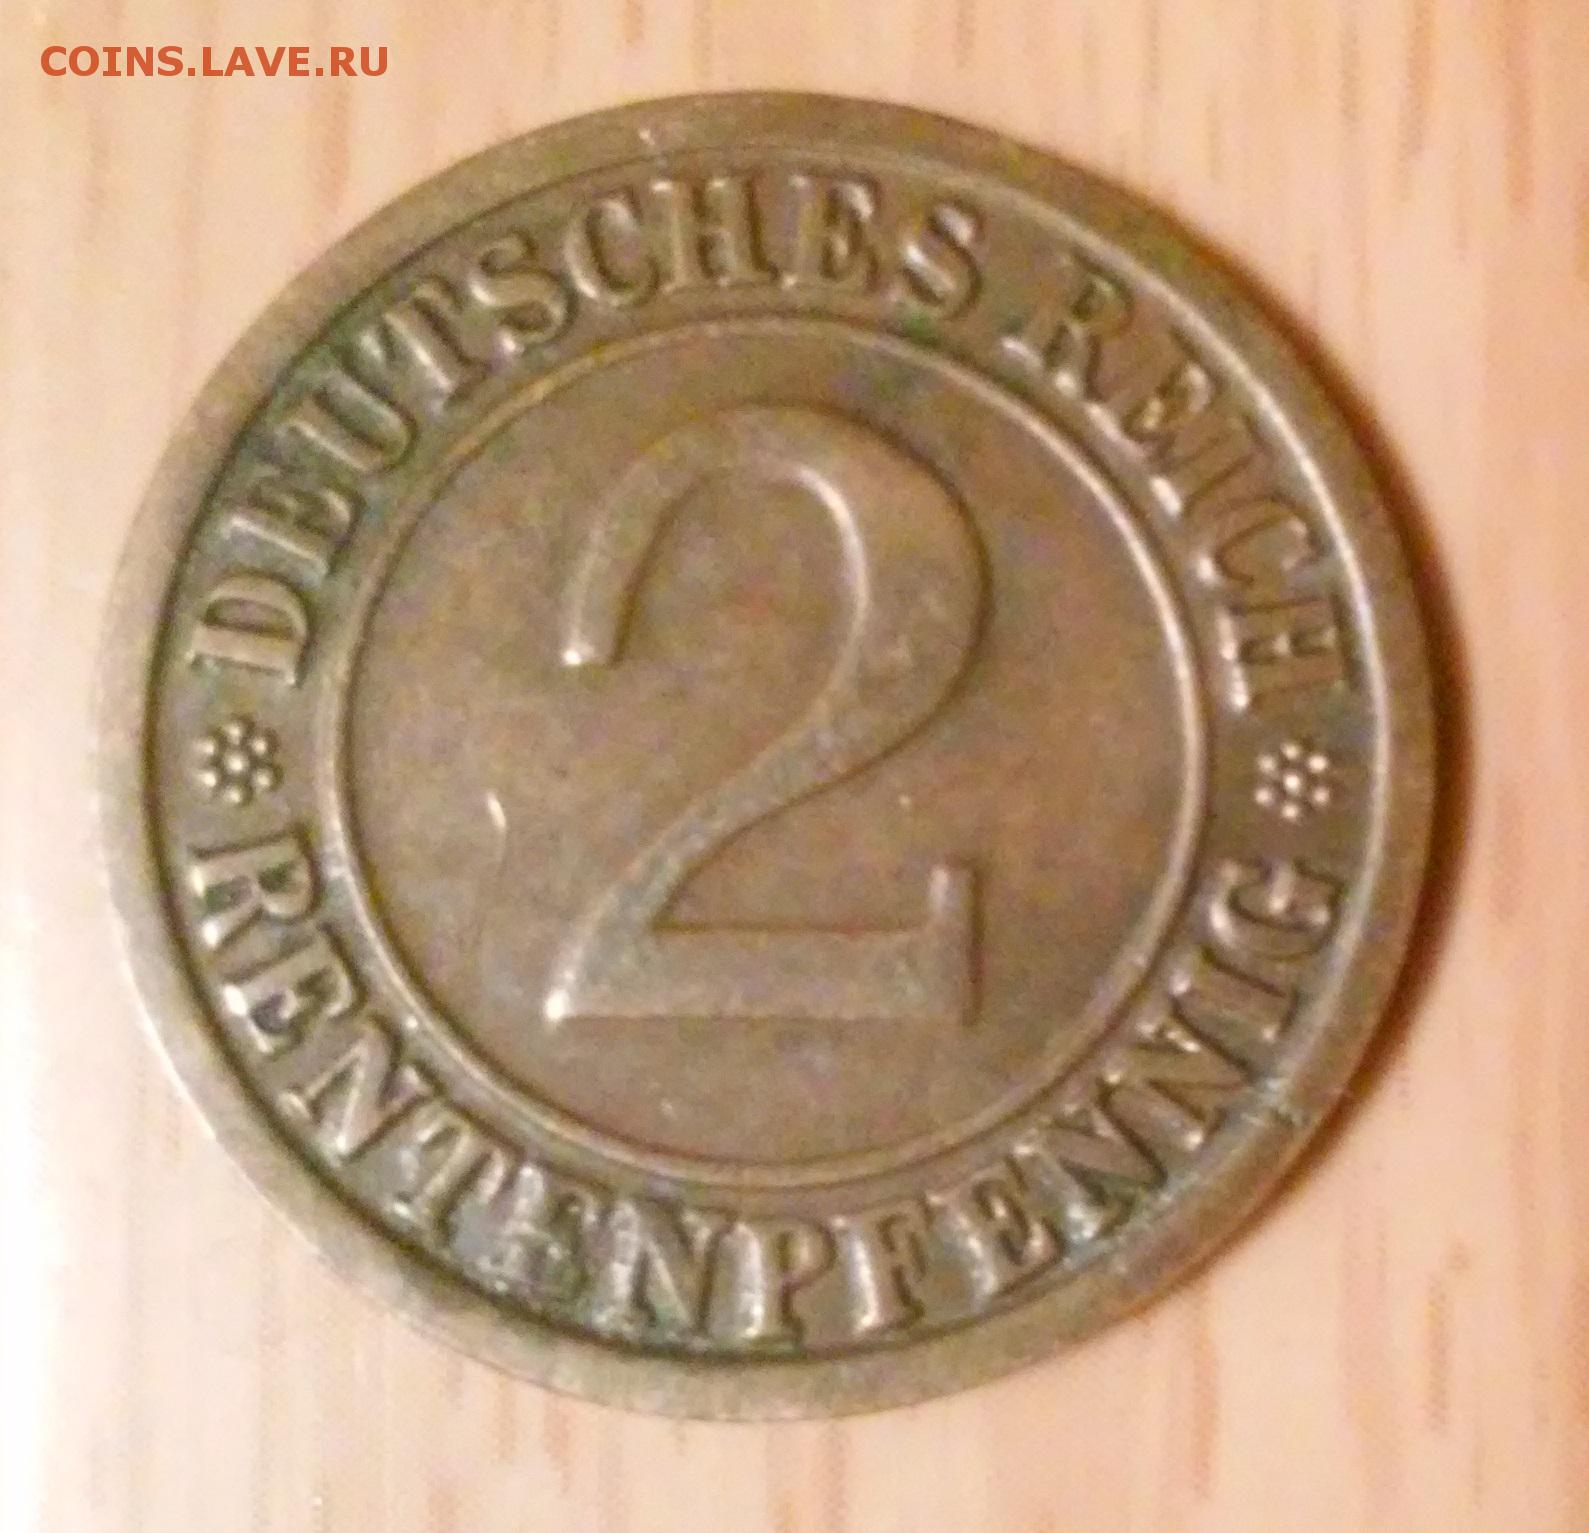 COINS.LAVE.RU
DEUTSCHES REICH
2
RENTENPFENNIG